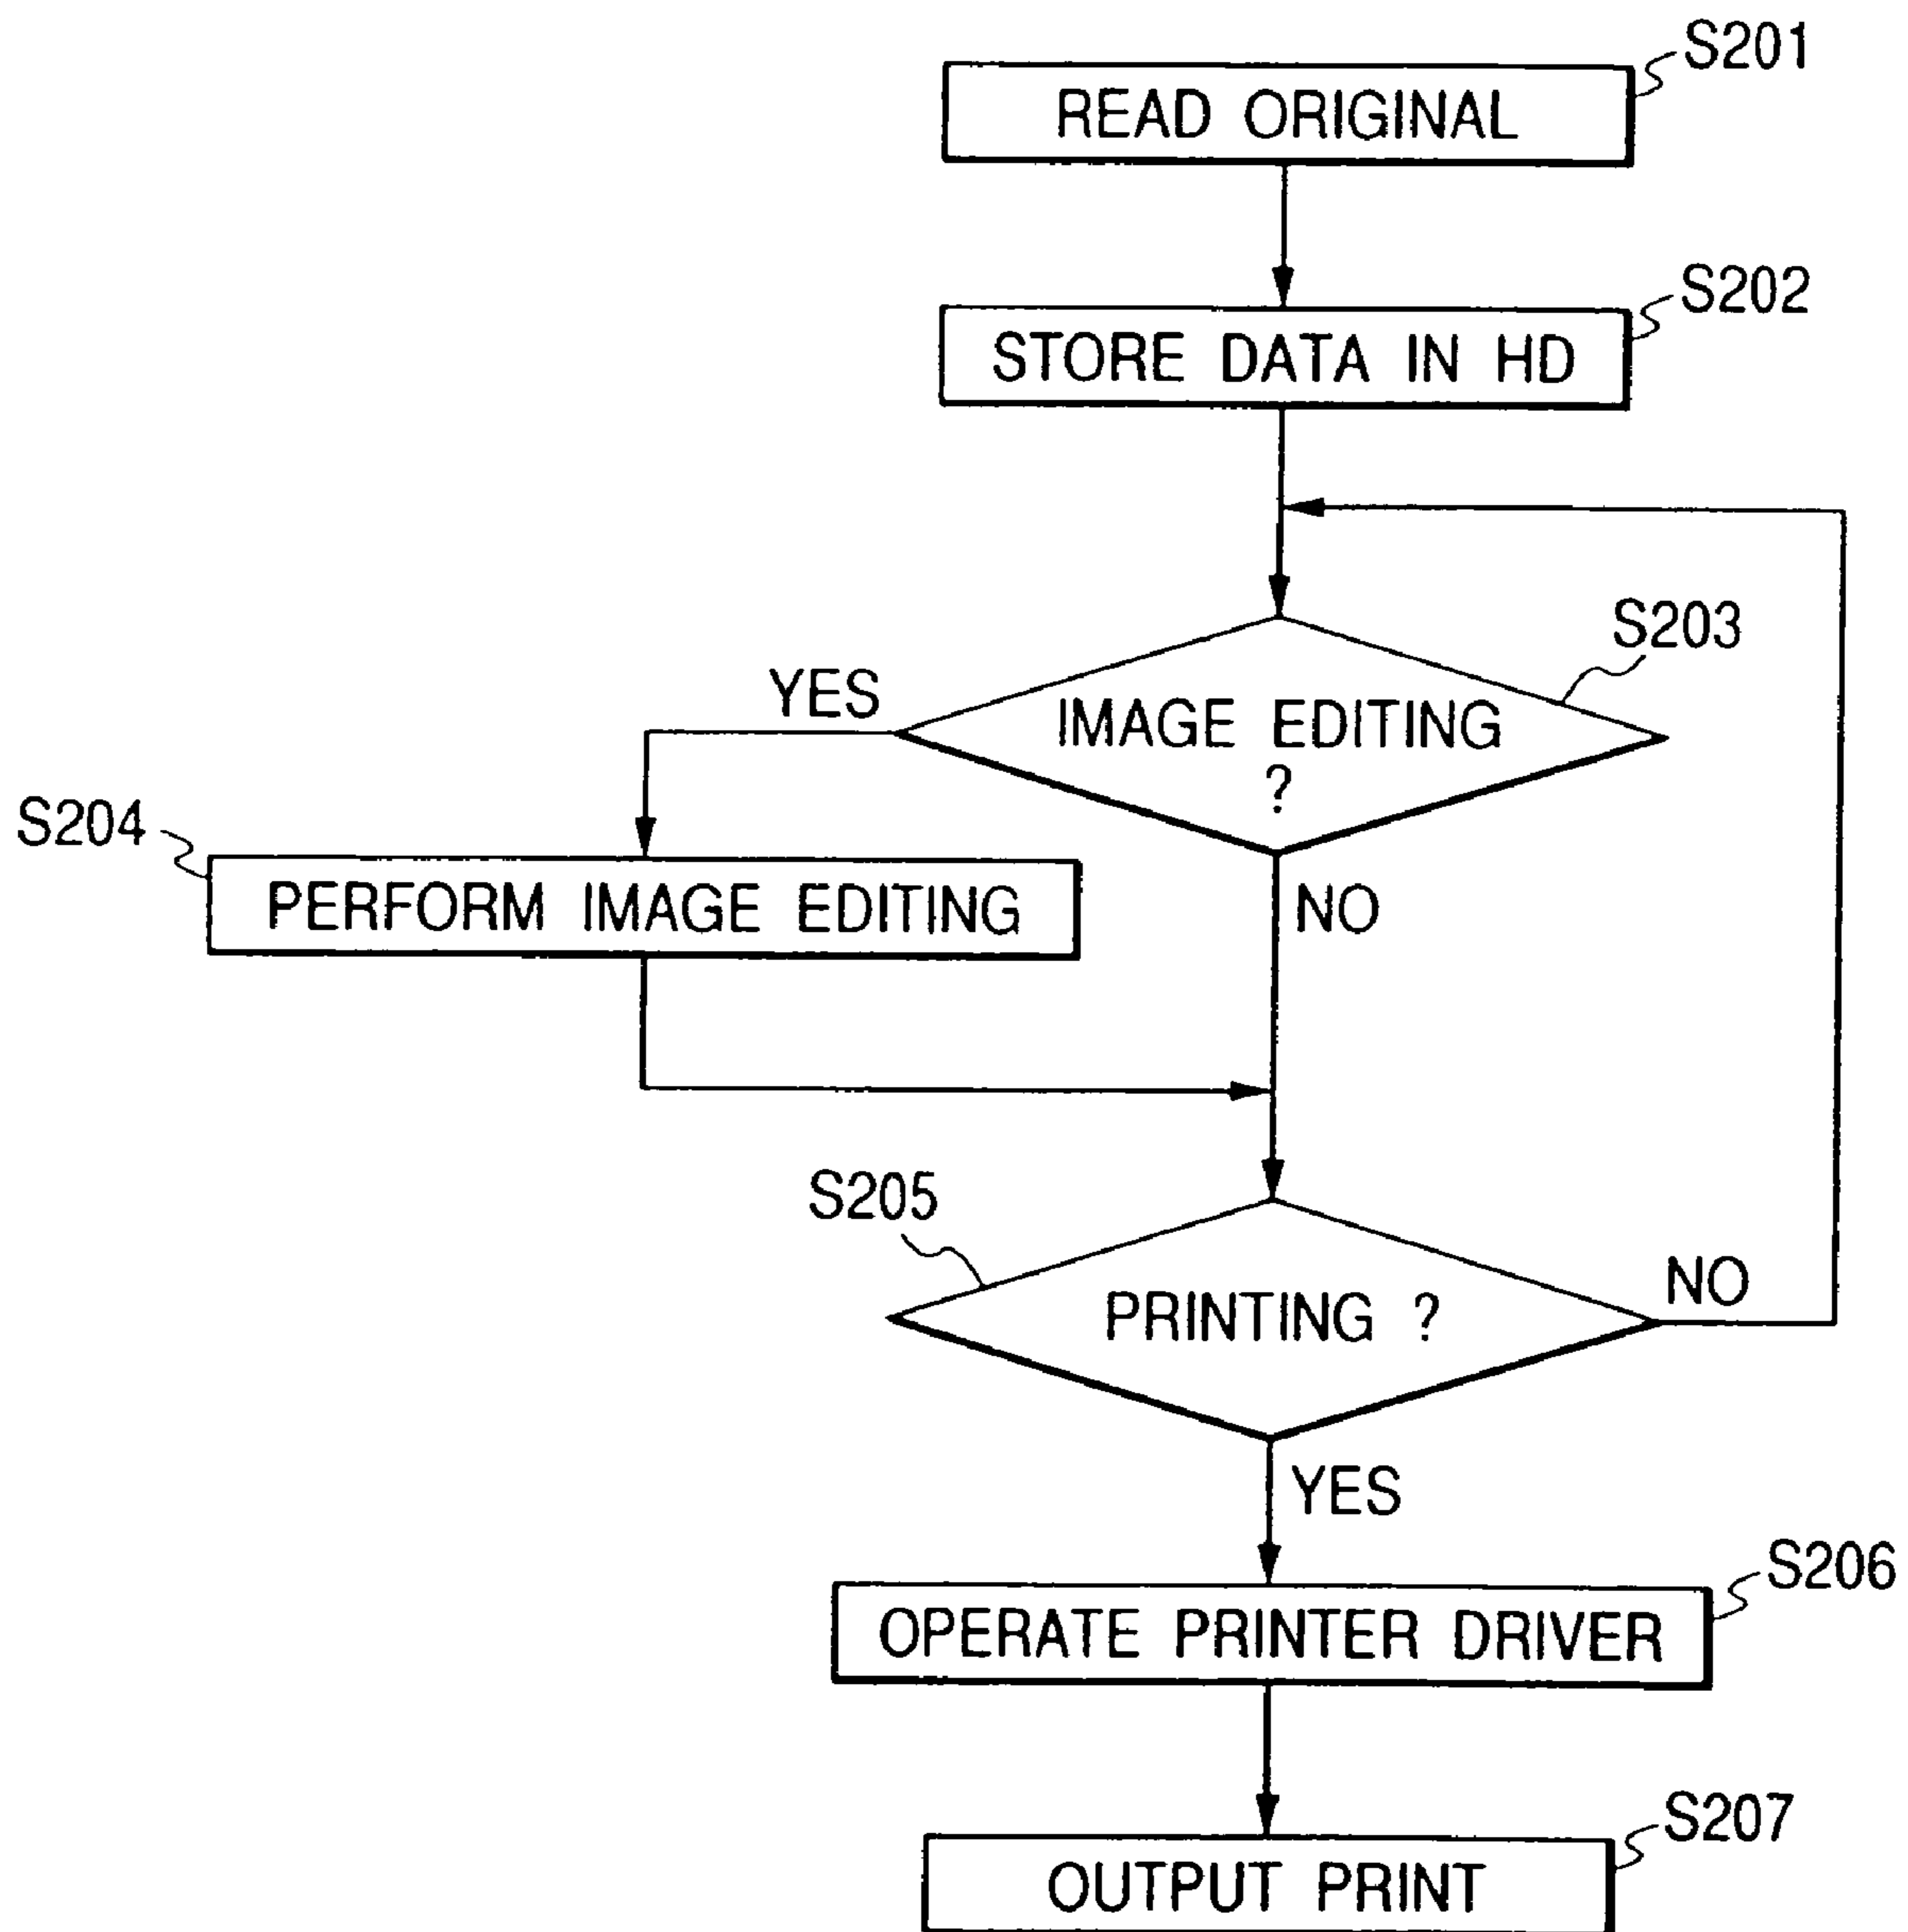 S201
READ ORIGINAL
S202
STORE DATA IN HD
S203
YES
IMAGE EDITING
?
S204
PERFORM IMAGE EDITING
NO
S205
NO
PRINTING ?
YES
S206
OPERATE PRINTER DRIVER
S207
OUTPUT PRINT